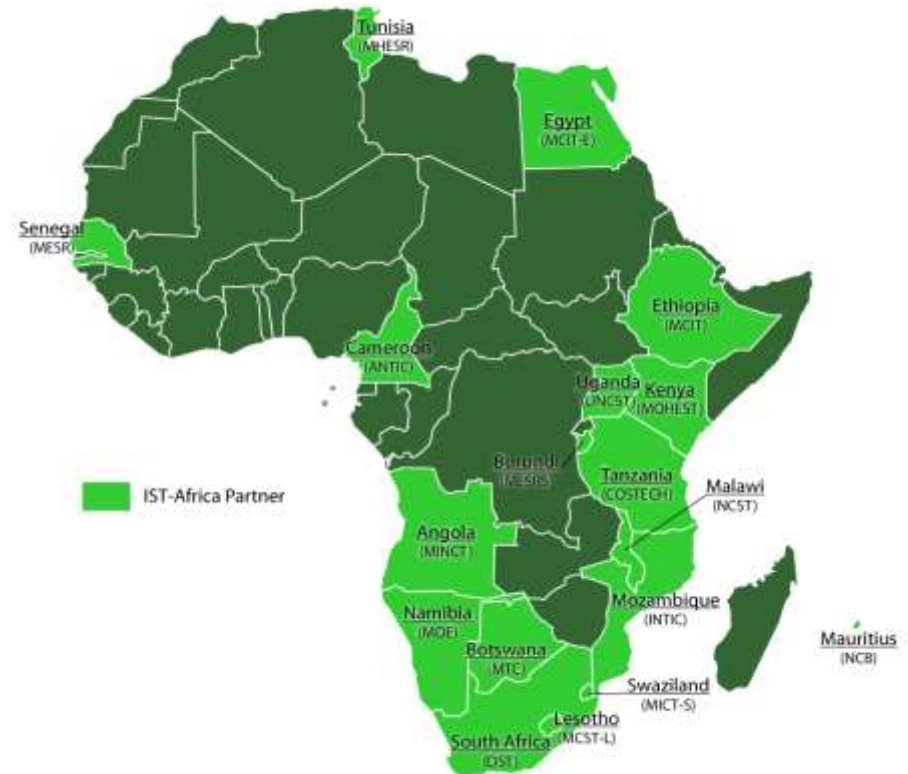 Tunisia
(MHESR)
Egypt
(MCIT-E)
Senegal
(MESR)
Ethiopia
(MCIT)
Cameroon
(ANTIC)
Uganda
(UNCST)
Kenya
(MOHEST)
Burundi
(MESRS)
Tanzania
(COSTECH)
Malawi
(NCST)
IST-Africa Partner
Angola
(MINCT)
Namibia
(MOE)
Mozambique
(INTIC)
Botswana
(MTC)
Mauritius
(NCB)
Swaziland
(MICT-S)
Lesotho
(MCST-L)
South Africa
(DST)